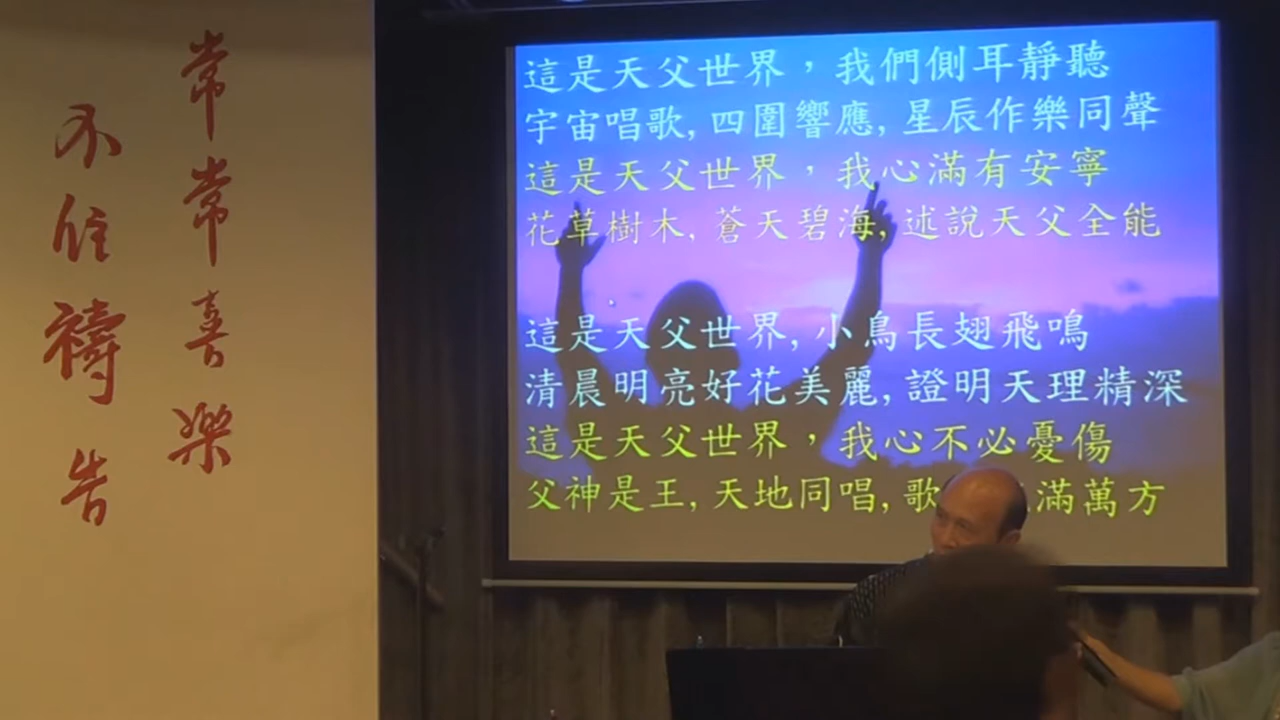 常常喜樂
不住禱告
這是天父世界，我們側耳靜聽
宇宙唱歌, 四圍響應, 星辰作樂同聲
這是天父世界，我心滿有安寧
花草樹木, 蒼天碧海, 述說天父全能
這是天父世界, 小鳥長翅飛鳴
清晨明亮好花美麗, 證明天理精深
這是天父世界，我心不必憂傷
父神是王, 天地同唱, 歌 滿萬方